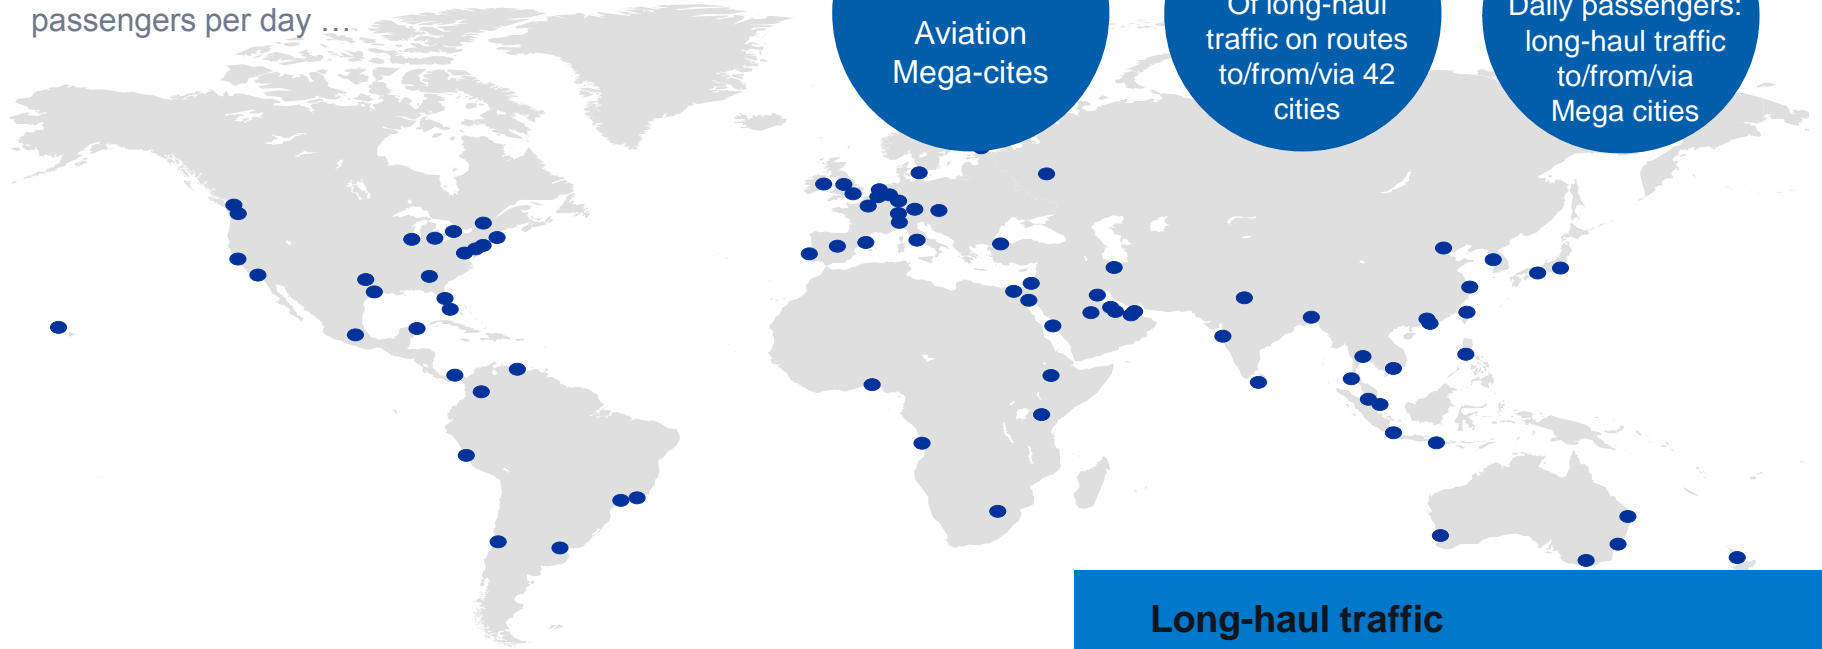 passengers per day ...
Aviation
Mega-cites
Of long-haul
traffic on routes
to/from/via 42
cities
Daily passengers:
long-haul traffic
to/from/via
Mega cities
Long-haul traffic